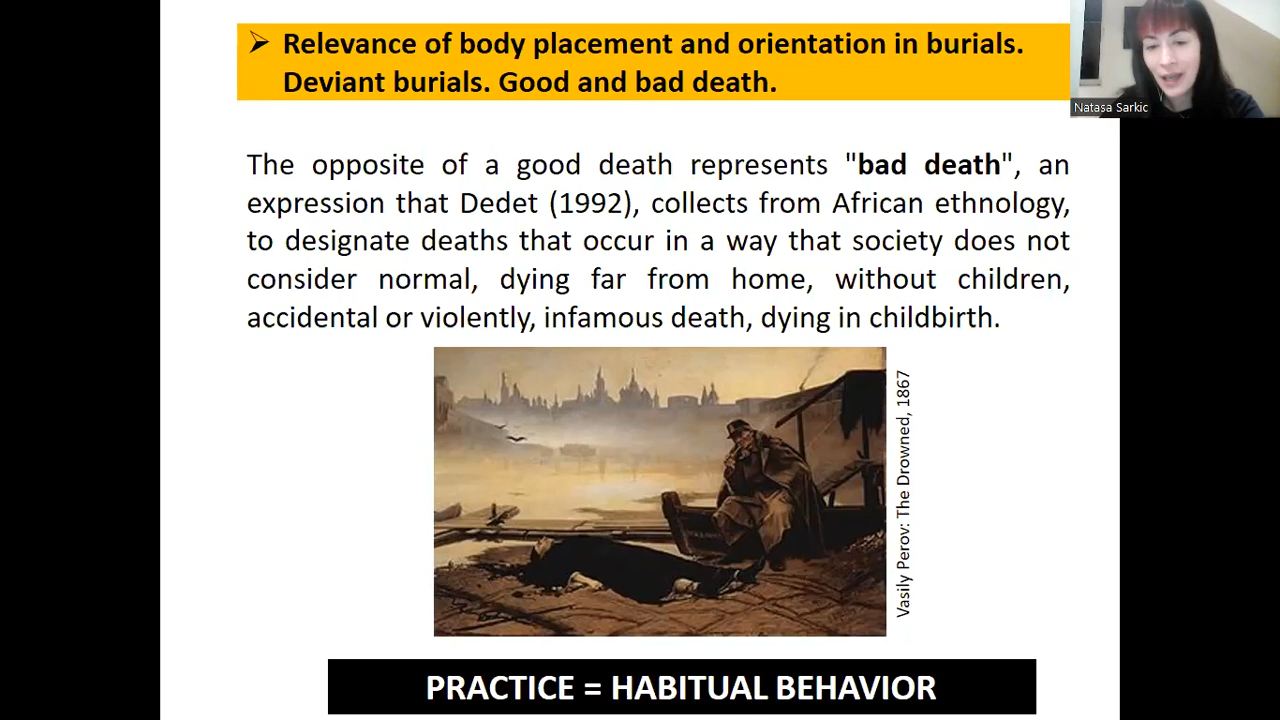 Relevance of body placement and orientation in burials.
Deviant burials. Good and bad death.
Natasa Sarkic
The opposite of a good death represents "bad death", an
expression that Dedet (1992), collects from African ethnology,
to designate deaths that occur in a way that society does not
consider normal, dying far from home, without children,
accidental or violently, infamous death, dying in childbirth.
Vasily Perov: The Drowned, 1867
PRACTICE = HABITUAL BEHAVIOR